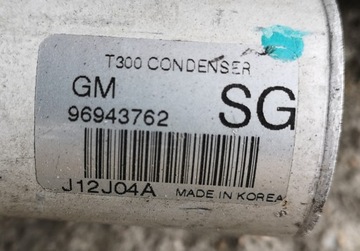 T300 CONDENSER
GM SG
96943762
J12J04A MADE IN KOREA